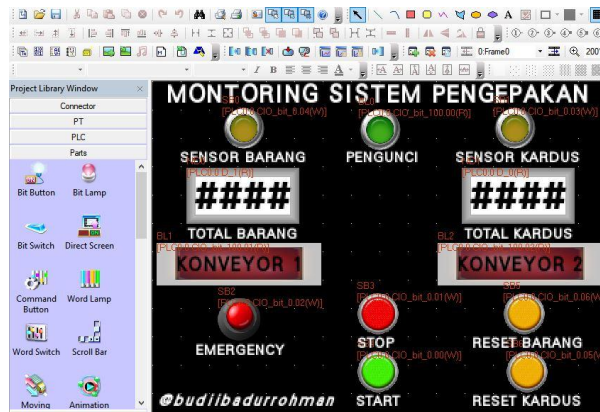 0:Frame0
200
Project Library Window
Connector
PT
PLC
Parts
Bit Button
Bit Lamp
Bit Switch
Direct Screen
Command Button
Word Lamp
Word Switch
Scroll Bar
Moving
Animation
MONTORING SISTEM PENGEPAKAN
SENSOR BARANG
PENGUNCI
SENSOR KARDUS
####
####
TOTAL BARANG
TOTAL KARDUS
BL1
BL2
KONVEYOR 1
KONVEYOR 2
SB2
SB3
EMERGENCY
STOP
RESET BARANG
@budiibadurrohman
START
RESET KARDUS